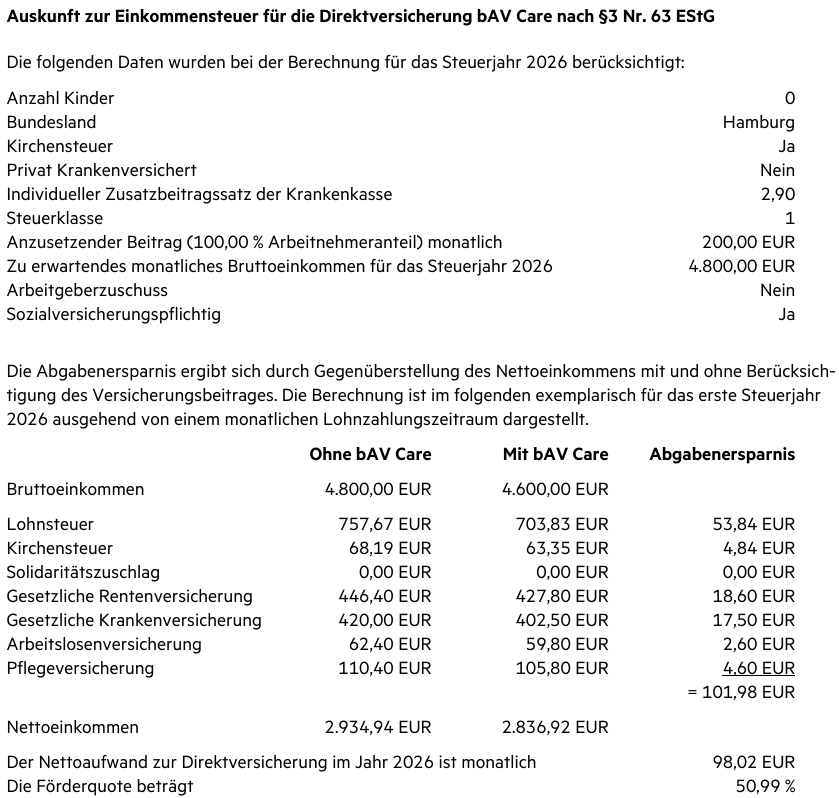 Auskunft zur Einkommensteuer für die Direktversicherung bAV Care nach §3 Nr. 63 EStG
Die folgenden Daten wurden bei der Berechnung für das Steuerjahr 2026 berücksichtigt:
Anzahl Kinder 0
Bundesland Hamburg
Kirchensteuer Ja
Privat Krankenversichert Nein
Individueller Zusatzbeitragssatz der Krankenkasse 2,90
Steuerklasse 1
Anzusetzender Beitrag (100,00 % Arbeitnehmeranteil) monatlich 200,00 EUR
Zu erwartendes monatliches Bruttoeinkommen für das Steuerjahr 2026 4.800,00 EUR
Arbeitgeberzuschuss Nein
Sozialversicherungspflichtig Ja
Die Abgabenersparnis ergibt sich durch Gegenüberstellung des Nettoeinkommens mit und ohne Berücksich-
tigung des Versicherungsbeitrages. Die Berechnung ist im folgenden exemplarisch für das erste Steuerjahr
2026 ausgehend von einem monatlichen Lohnzahlungszeitraum dargestellt.
Ohne bAV Care Mit bAV Care Abgabenersparnis
Bruttoeinkommen 4.800,00 EUR 4.600,00 EUR
Lohnsteuer 757,67 EUR 703,83 EUR 53,84 EUR
Kirchensteuer 68,19 EUR 63,35 EUR 4,84 EUR
Solidaritätszuschlag 0,00 EUR 0,00 EUR 0,00 EUR
Gesetzliche Rentenversicherung 446,40 EUR 427,80 EUR 18,60 EUR
Gesetzliche Krankenversicherung 420,00 EUR 402,50 EUR 17,50 EUR
Arbeitslosenversicherung 62,40 EUR 59,80 EUR 2,60 EUR
Pflegeversicherung 110,40 EUR 105,80 EUR 4,60 EUR
= 101,98 EUR
Nettoeinkommen 2.934,94 EUR 2.836,92 EUR
Der Nettoaufwand zur Direktversicherung im Jahr 2026 ist monatlich 98,02 EUR
Die Förderquote beträgt 50,99 %